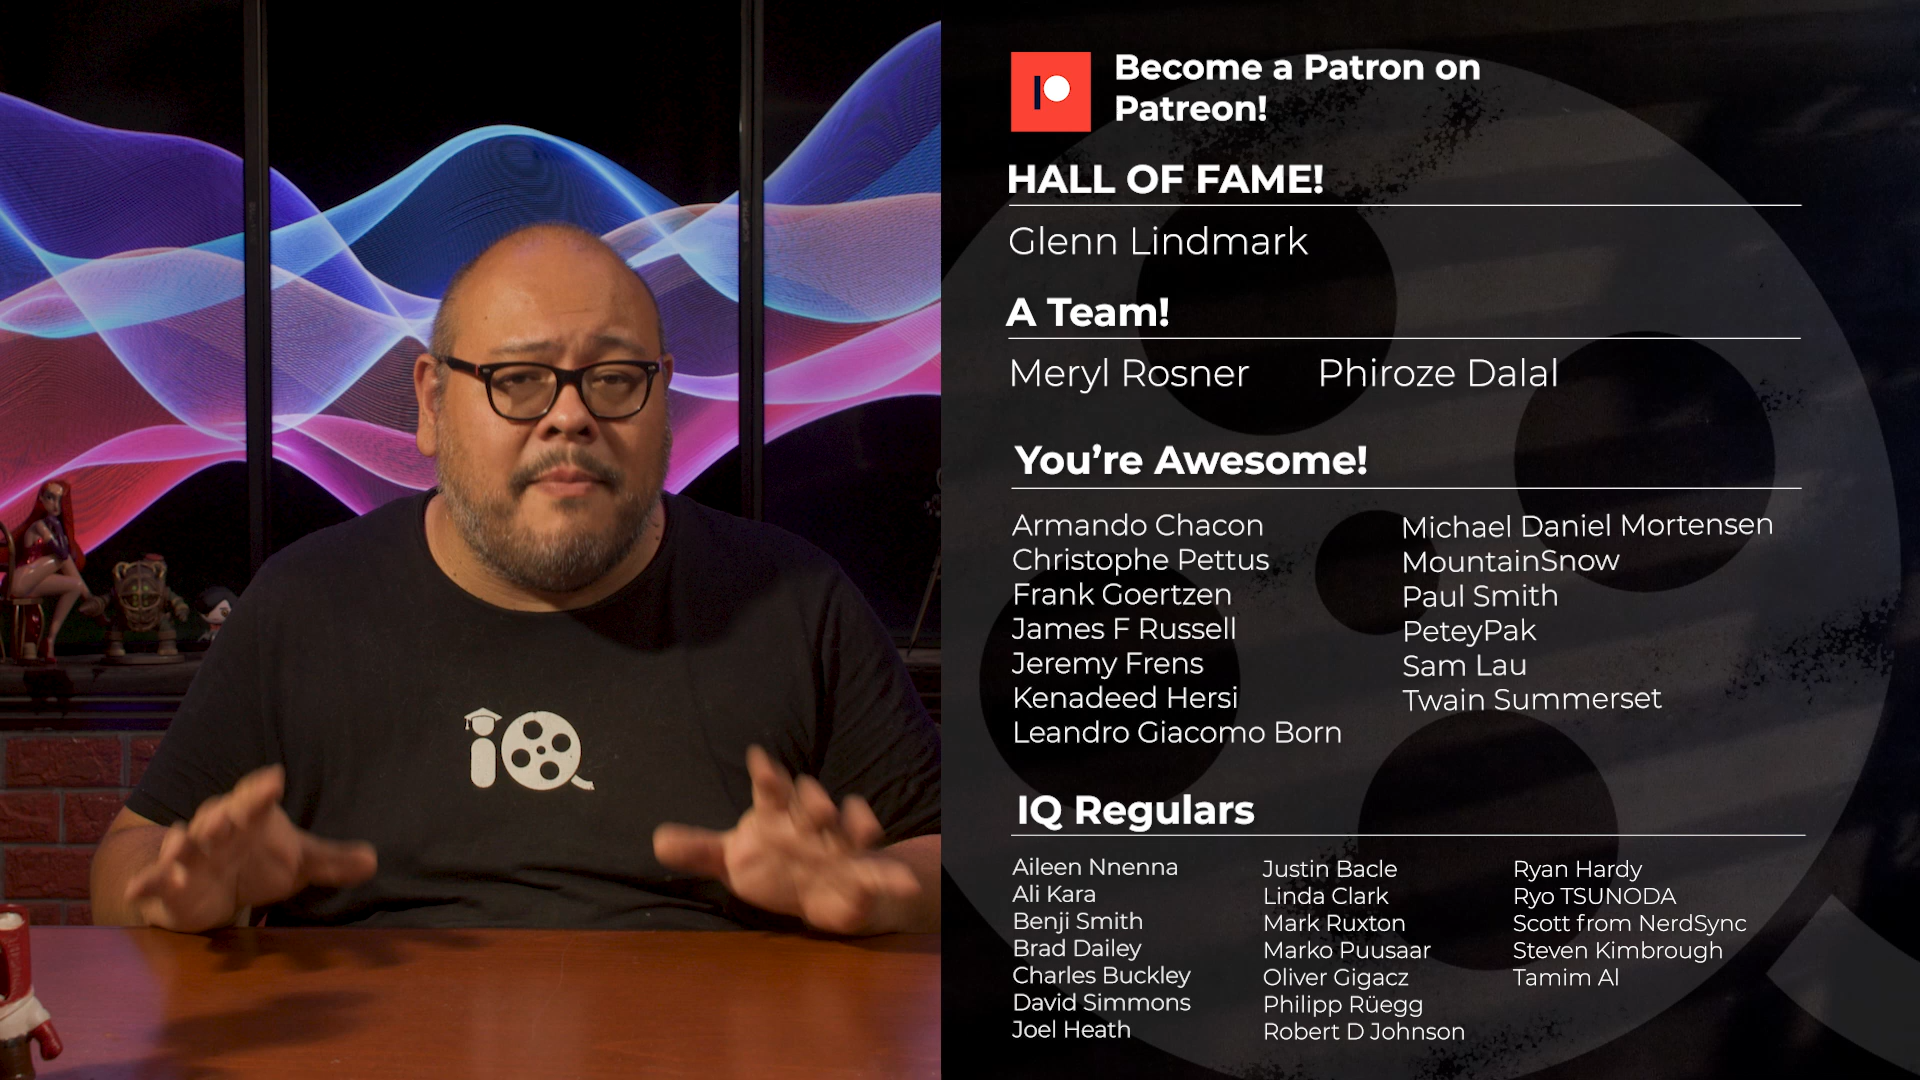 Become a Patron on
Patreon!
HALL OF FAME!
Glenn Lindmark
A Team!
Meryl Rosner Phiroze Dalal
You're Awesome!
Armando Chacon
Christophe Pettus
Frank Goertzen
James F Russell
Jeremy Frens
Kenadeed Hersi
Leandro Giacomo Born
Michael Daniel Mortensen
MountainSnow
Paul Smith
PeteyPak
Sam Lau
Twain Summerset
IQ Regulars
Aileen Nnenna
Ali Kara
Benji Smith
Brad Dailey
Charles Buckley
David Simmons
Joel Heath
Justin Bacle
Linda Clark
Mark Ruxton
Marko Puusaar
Oliver Gigacz
Philipp Rüegg
Robert D Johnson
Ryan Hardy
Ryo TSUNODA
Scott from NerdSync
Steven Kimbrough
Tamim Al
iQ